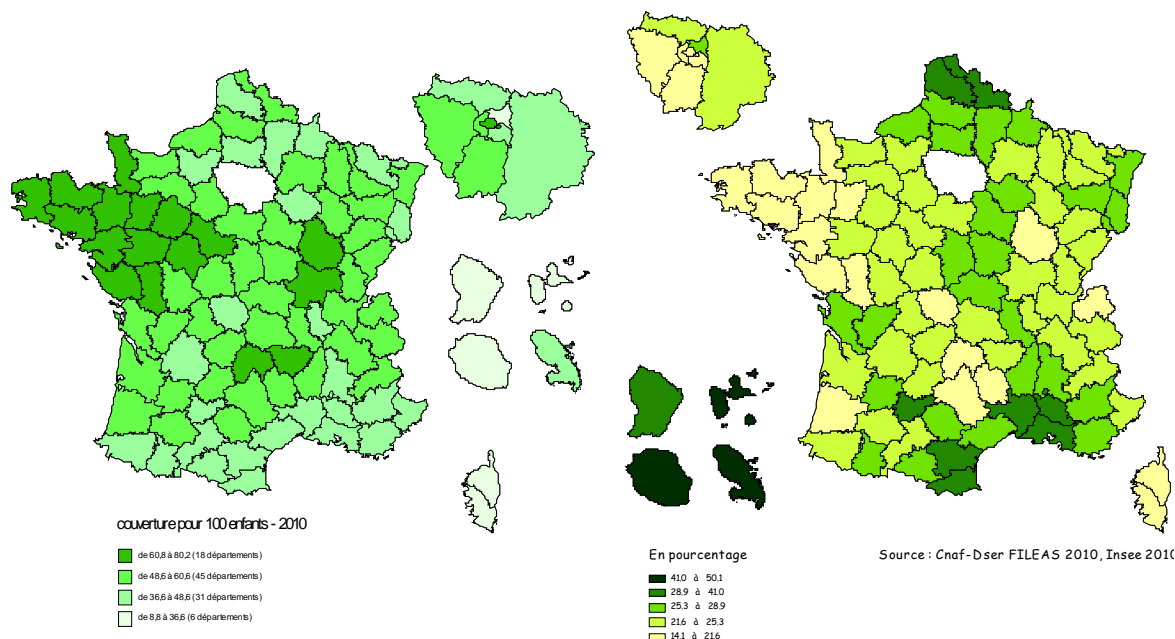 couverture pour 100 enfants - 2010
de 60,8 à 80,2 (18 départements)
de 48,6 à 60,6 (45 départements)
de 36,6 à 48,6 (31 départements)
de 8,8 à 36,6 (6 départements)
En pourcentage
41.0 à 50.1
28.9 à 41.0
25.3 à 28.9
21.6 à 25.3
14.1 à 21.6
Source : Cnaf-Dser FILEAS 2010, Insee 2010